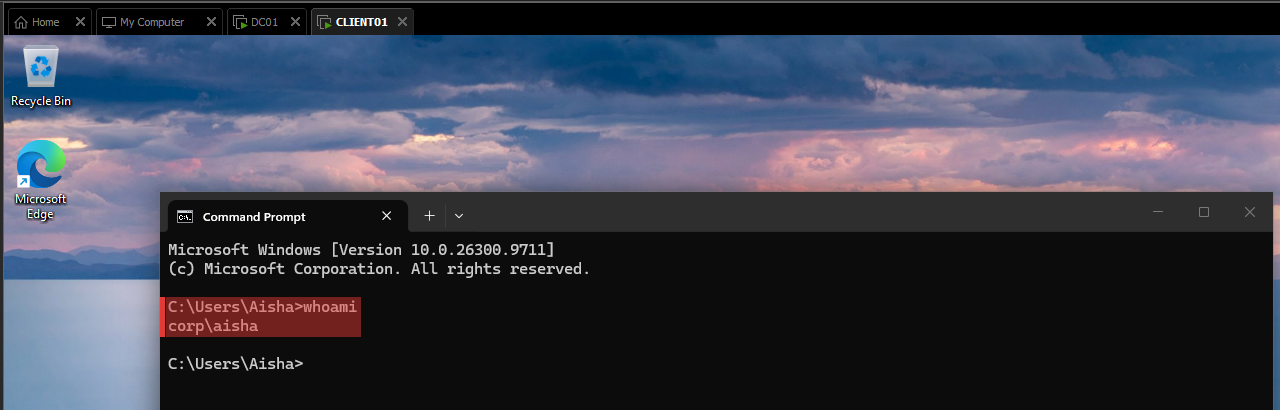 Home
My Computer
DC01
CLIENT01
Recycle Bin
Microsoft
Edge
C:\.
Command Prompt
Microsoft Windows [Version 10.0.26300.9711]
(c) Microsoft Corporation. All rights reserved.
C:\Users\Aisha>whoami
corp\aisha
C:\Users\Aisha>